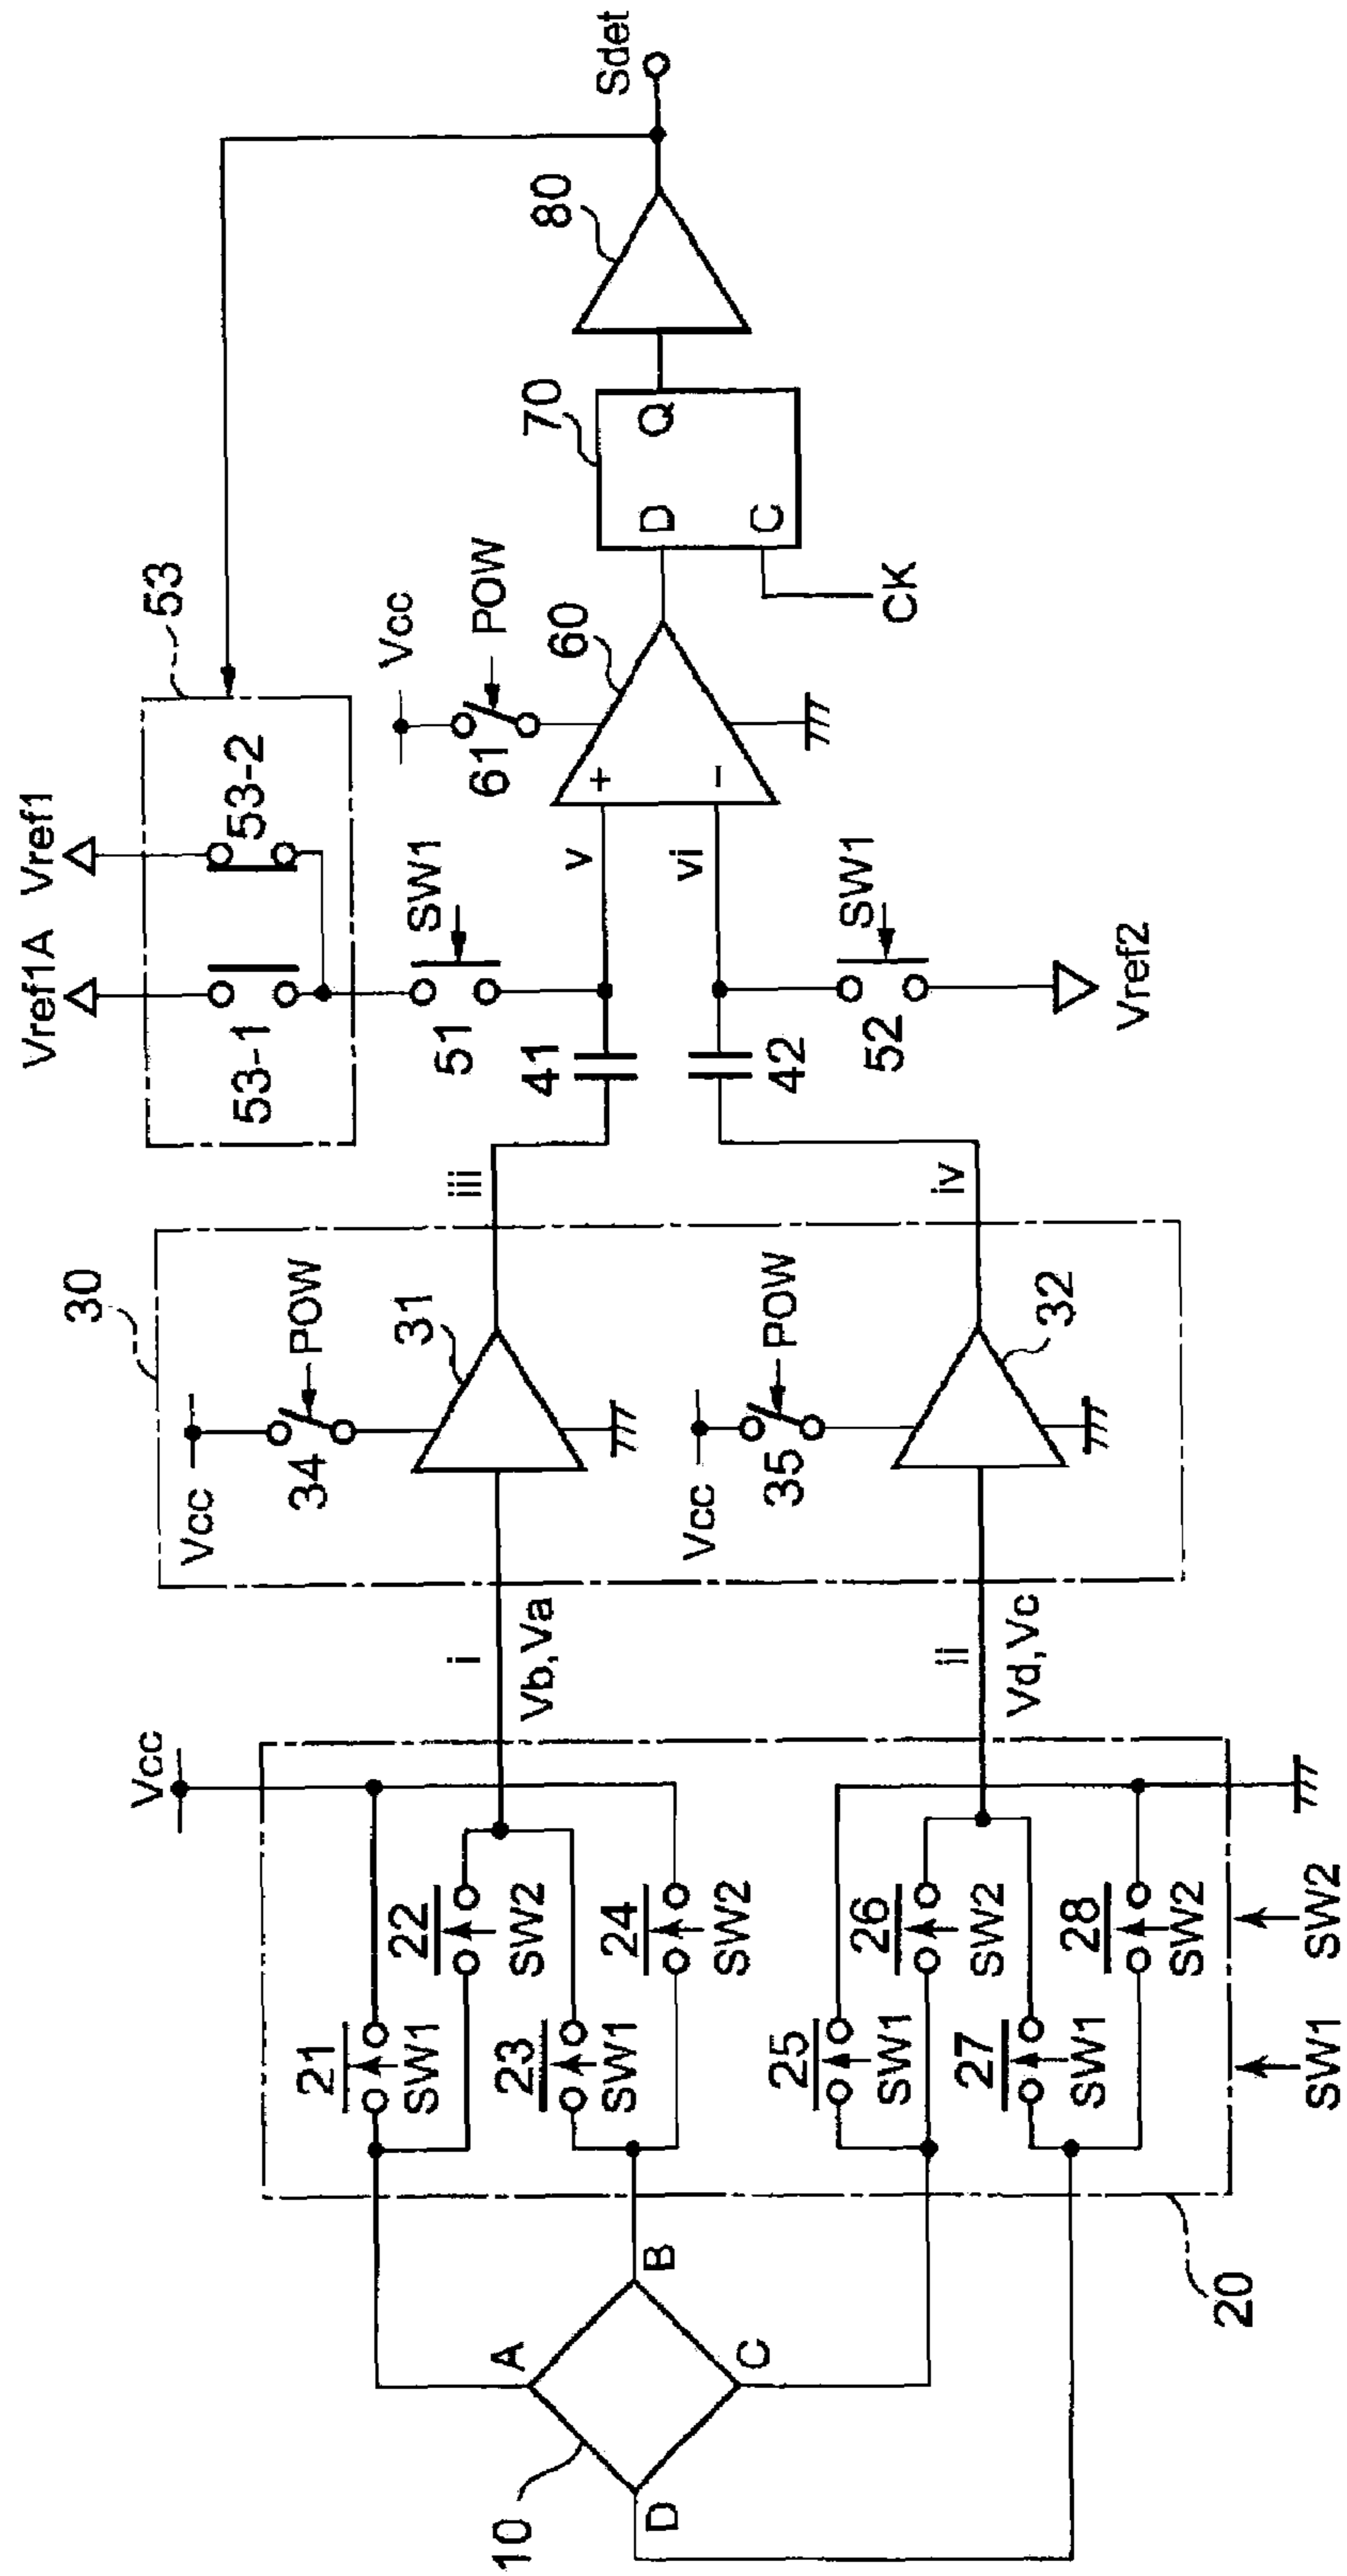 10
A
B
C
D
20
Vcc
21
SW1
22
SW2
23
SW1
24
SW2
25
SW1
26
SW2
27
SW1
28
SW2
SW1
SW2
i
Vb,Va
ii
Vd,Vc
30
Vcc
34
POW
31
Vcc
35
POW
32
iii
iv
Vref1A
Vref1
53-1
53-2
53
51
SW1
41
42
52
SW1
Vref2
v
vi
Vcc
61
POW
60
+
−
70
D
Q
C
CK
80
Sdet